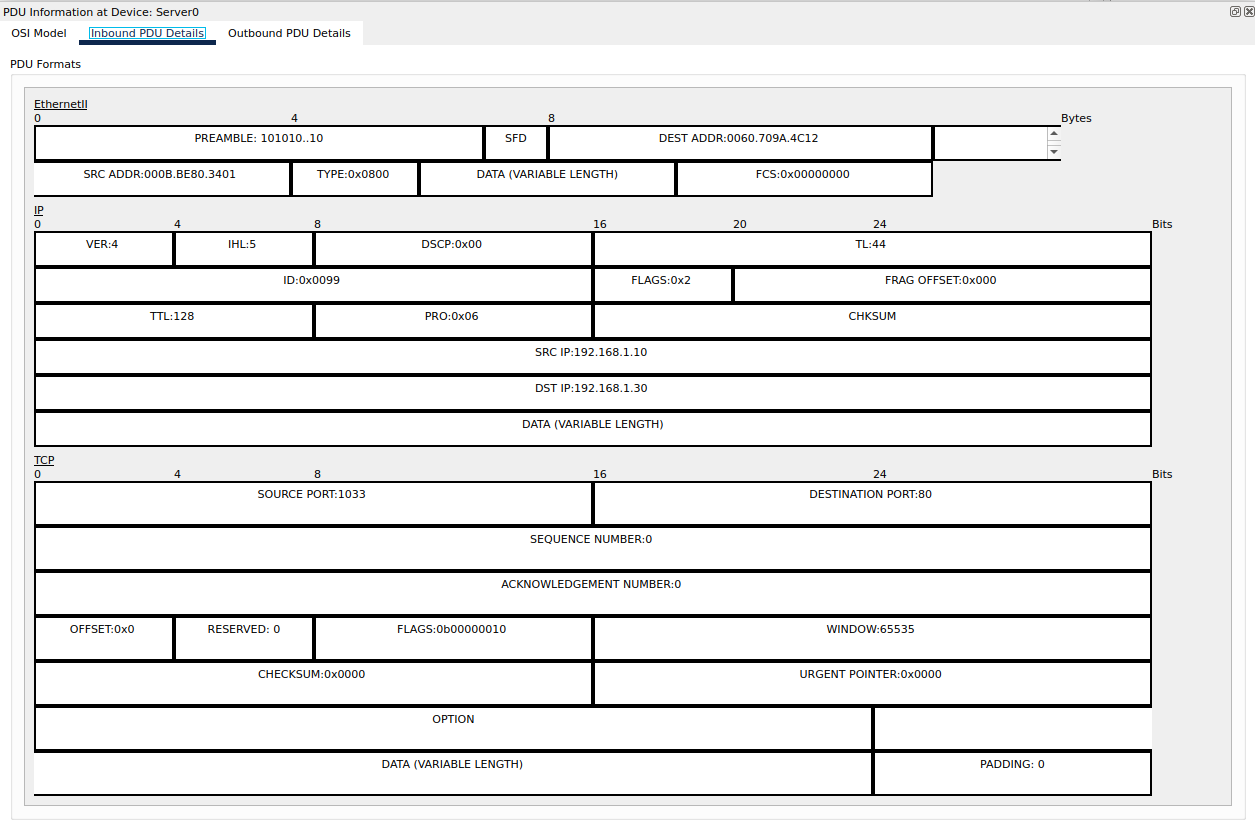 PDU Information at Device: Server0
OSI Model Inbound PDU Details Outbound PDU Details
PDU Formats
EthernetII
0 4 8 Bytes
PREAMBLE: 101010..10 SFD DEST ADDR:0060.709A.4C12
SRC ADDR:000B.BE80.3401 TYPE:0x0800 DATA (VARIABLE LENGTH) FCS:0x00000000
IP
0 4 8 16 20 24 Bits
VER:4 IHL:5 DSCP:0x00 TL:44
ID:0x0099 FLAGS:0x2 FRAG OFFSET:0x000
TTL:128 PRO:0x06 CHKSUM
SRC IP:192.168.1.10
DST IP:192.168.1.30
DATA (VARIABLE LENGTH)
TCP
0 4 8 16 24 Bits
SOURCE PORT:1033 DESTINATION PORT:80
SEQUENCE NUMBER:0
ACKNOWLEDGEMENT NUMBER:0
OFFSET:0x0 RESERVED: 0 FLAGS:0b00000010 WINDOW:65535
CHECKSUM:0x0000 URGENT POINTER:0x0000
OPTION
DATA (VARIABLE LENGTH) PADDING: 0